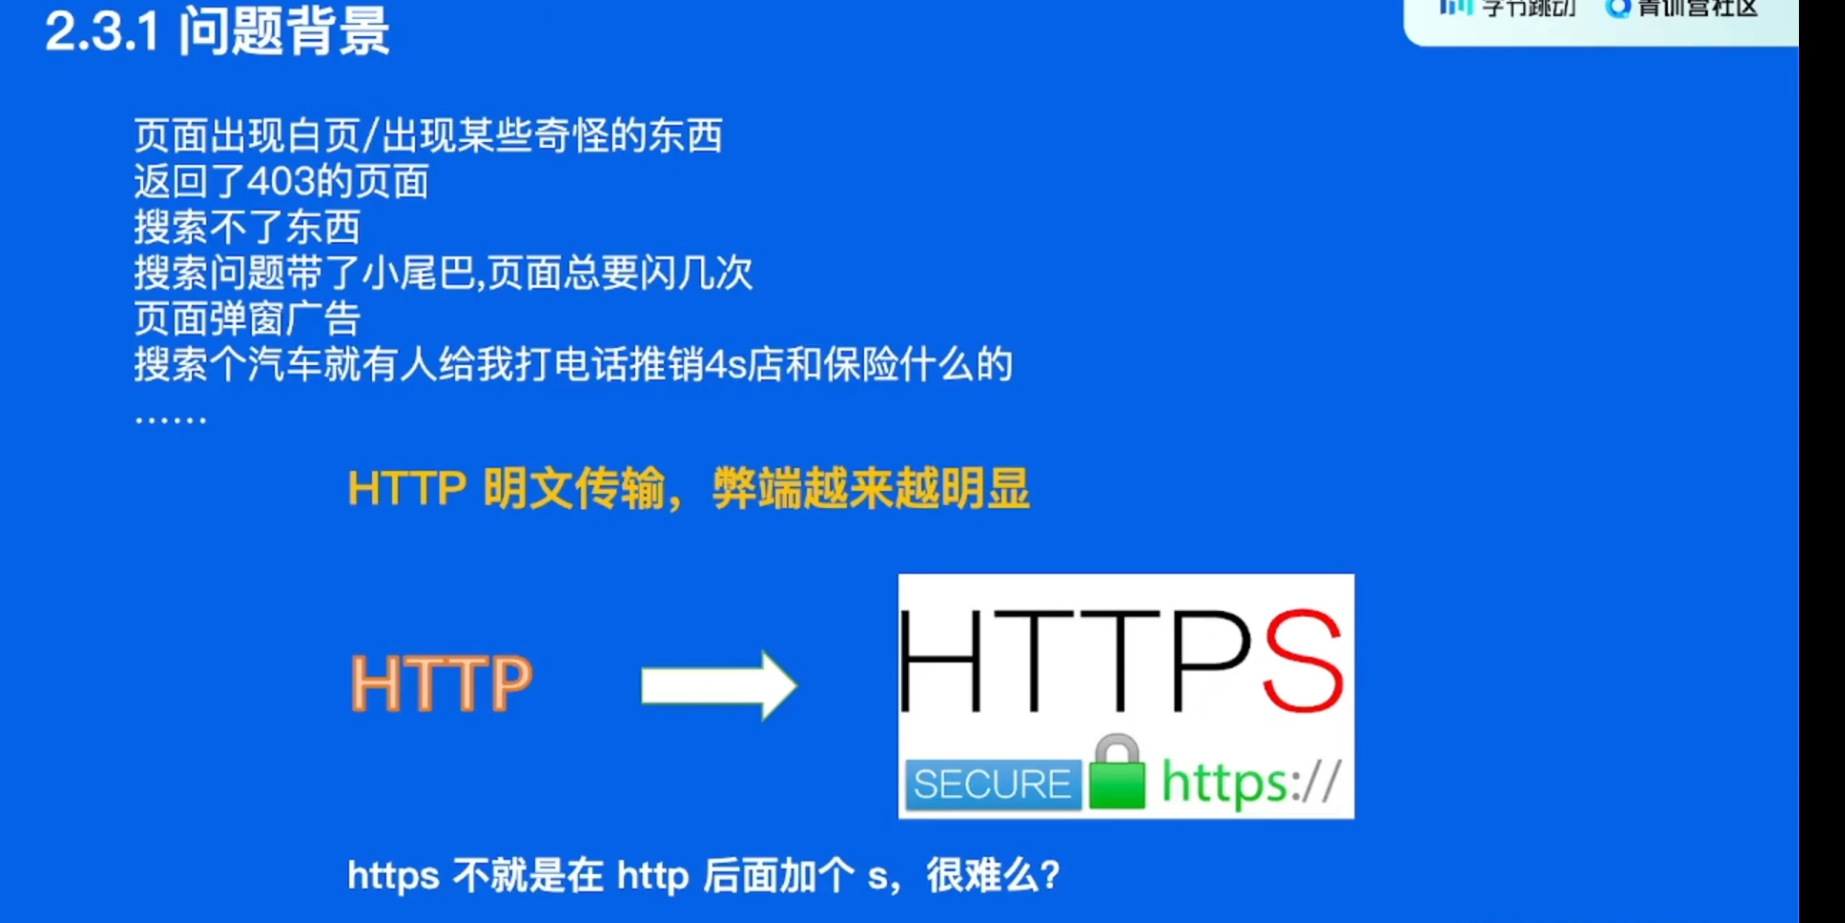 2.3.1 问题背景
字节跳动 青训营社区
页面出现白页/出现某些奇怪的东西
返回了403的页面
搜索不了东西
搜索问题带了小尾巴,页面总要闪几次
页面弹窗广告
搜索个汽车就有人给我打电话推销4s店和保险什么的
……
HTTP 明文传输，弊端越来越明显
HTTP
HTTPS
SECURE https://
https 不就是在 http 后面加个 s，很难么?